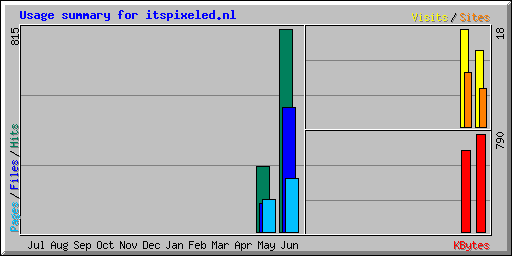 Usage summary for itspixeled.nl
Visits/Sites
815
18
Pages/Files/Hits
790
Jul Aug Sep Oct Nov Dec Jan Feb Mar Apr May Jun
KBytes